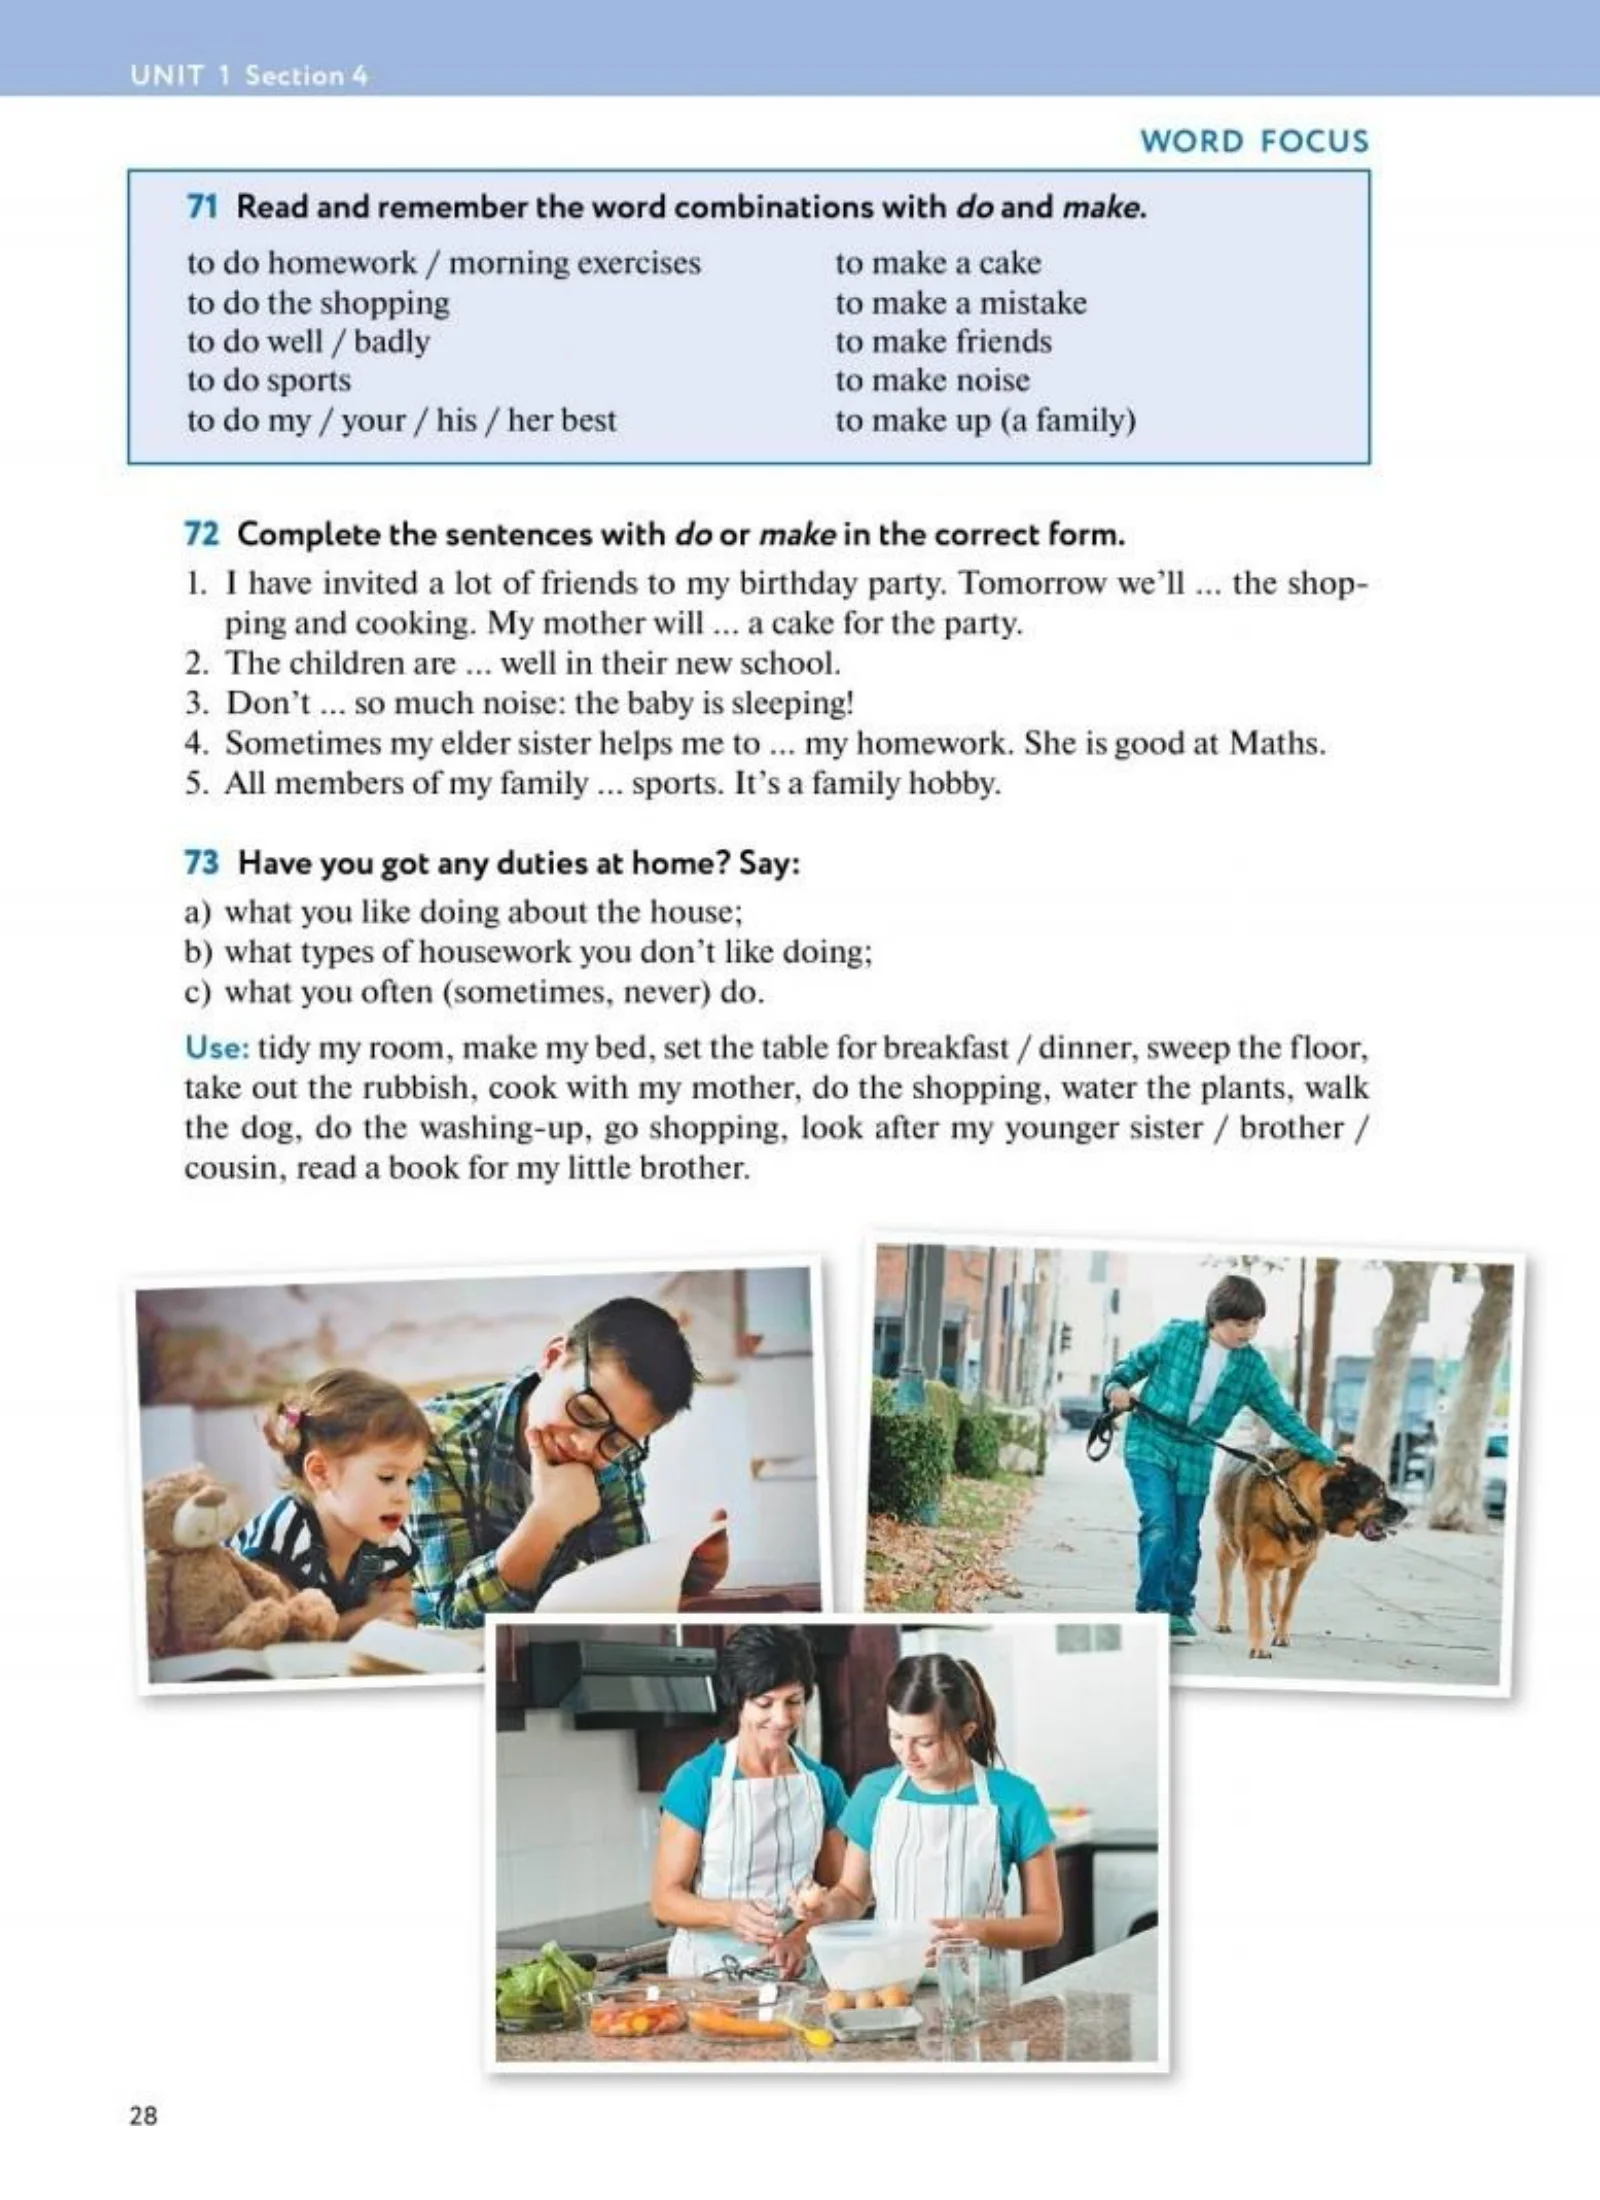 UNIT 1 Section 4
WORD FOCUS
71 Read and remember the word combinations with do and make.
to do homework / morning exercises
to do the shopping
to do well / badly
to do sports
to do my / your / his / her best
to make a cake
to make a mistake
to make friends
to make noise
to make up (a family)
72 Complete the sentences with do or make in the correct form.
1. I have invited a lot of friends to my birthday party. Tomorrow we'll ... the shop-
ping and cooking. My mother will ... a cake for the party.
2. The children are ... well in their new school.
3. Don't ... so much noise: the baby is sleeping!
4. Sometimes my elder sister helps me to ... my homework. She is good at Maths.
5. All members of my family ... sports. It's a family hobby.
73 Have you got any duties at home? Say:
a) what you like doing about the house;
b) what types of housework you don't like doing;
c) what you often (sometimes, never) do.
Use: tidy my room, make my bed, set the table for breakfast / dinner, sweep the floor,
take out the rubbish, cook with my mother, do the shopping, water the plants, walk
the dog, do the washing-up, go shopping, look after my younger sister / brother /
cousin, read a book for my little brother.
28